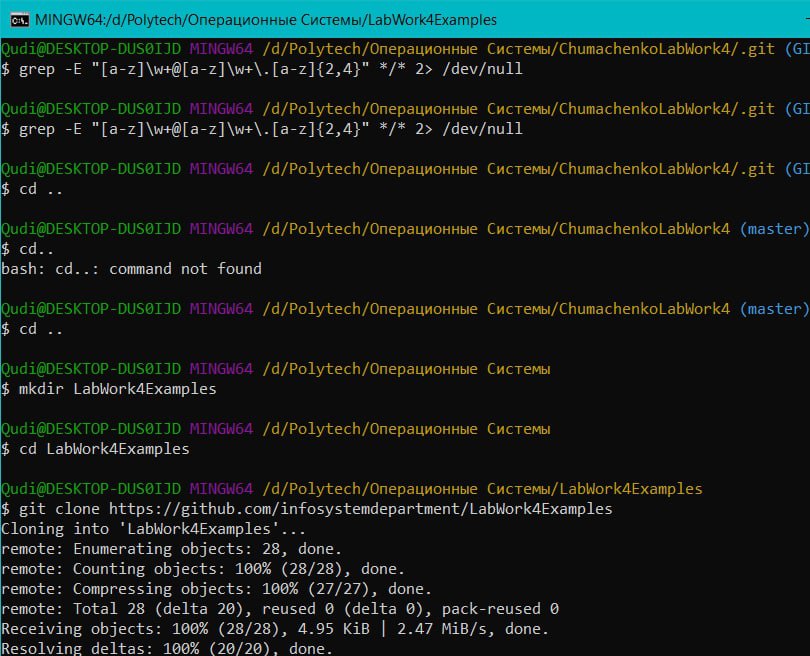 MINGW64:/d/Polytech/Операционные Системы/LabWork4Examples
Qudi@DESKTOP-DUS0IJD MINGW64 /d/Polytech/Операционные Системы/ChumachenkoLabWork4/.git (GI
$ grep -E "[a-z]\w+@[a-z]\w+\.[a-z]{2,4}" */* 2> /dev/null
Qudi@DESKTOP-DUS0IJD MINGW64 /d/Polytech/Операционные Системы/ChumachenkoLabWork4/.git (GI
$ grep -E "[a-z]\w+@[a-z]\w+\.[a-z]{2,4}" */* 2> /dev/null
Qudi@DESKTOP-DUS0IJD MINGW64 /d/Polytech/Операционные Системы/ChumachenkoLabWork4/.git (GI
$ cd ..
Qudi@DESKTOP-DUS0IJD MINGW64 /d/Polytech/Операционные Системы/ChumachenkoLabWork4 (master)
$ cd..
bash: cd..: command not found
Qudi@DESKTOP-DUS0IJD MINGW64 /d/Polytech/Операционные Системы/ChumachenkoLabWork4 (master)
$ cd ..
Qudi@DESKTOP-DUS0IJD MINGW64 /d/Polytech/Операционные Системы
$ mkdir LabWork4Examples
Qudi@DESKTOP-DUS0IJD MINGW64 /d/Polytech/Операционные Системы
$ cd LabWork4Examples
Qudi@DESKTOP-DUS0IJD MINGW64 /d/Polytech/Операционные Системы/LabWork4Examples
$ git clone https://github.com/infosystemdepartment/LabWork4Examples
Cloning into 'LabWork4Examples'...
remote: Enumerating objects: 28, done.
remote: Counting objects: 100% (28/28), done.
remote: Compressing objects: 100% (27/27), done.
remote: Total 28 (delta 20), reused 0 (delta 0), pack-reused 0
Receiving objects: 100% (28/28), 4.95 KiB | 2.47 MiB/s, done.
Resolving deltas: 100% (20/20), done.